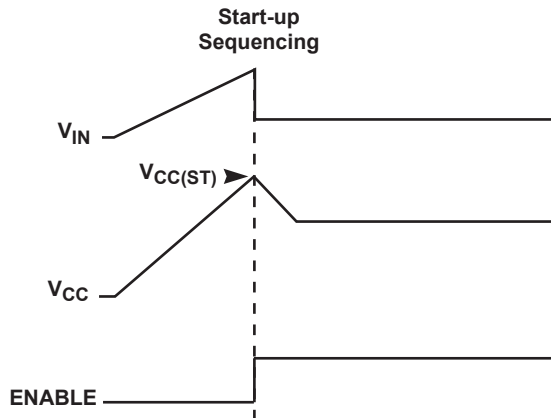 Start-up
Sequencing
VIN
VCC(ST)
VCC
ENABLE